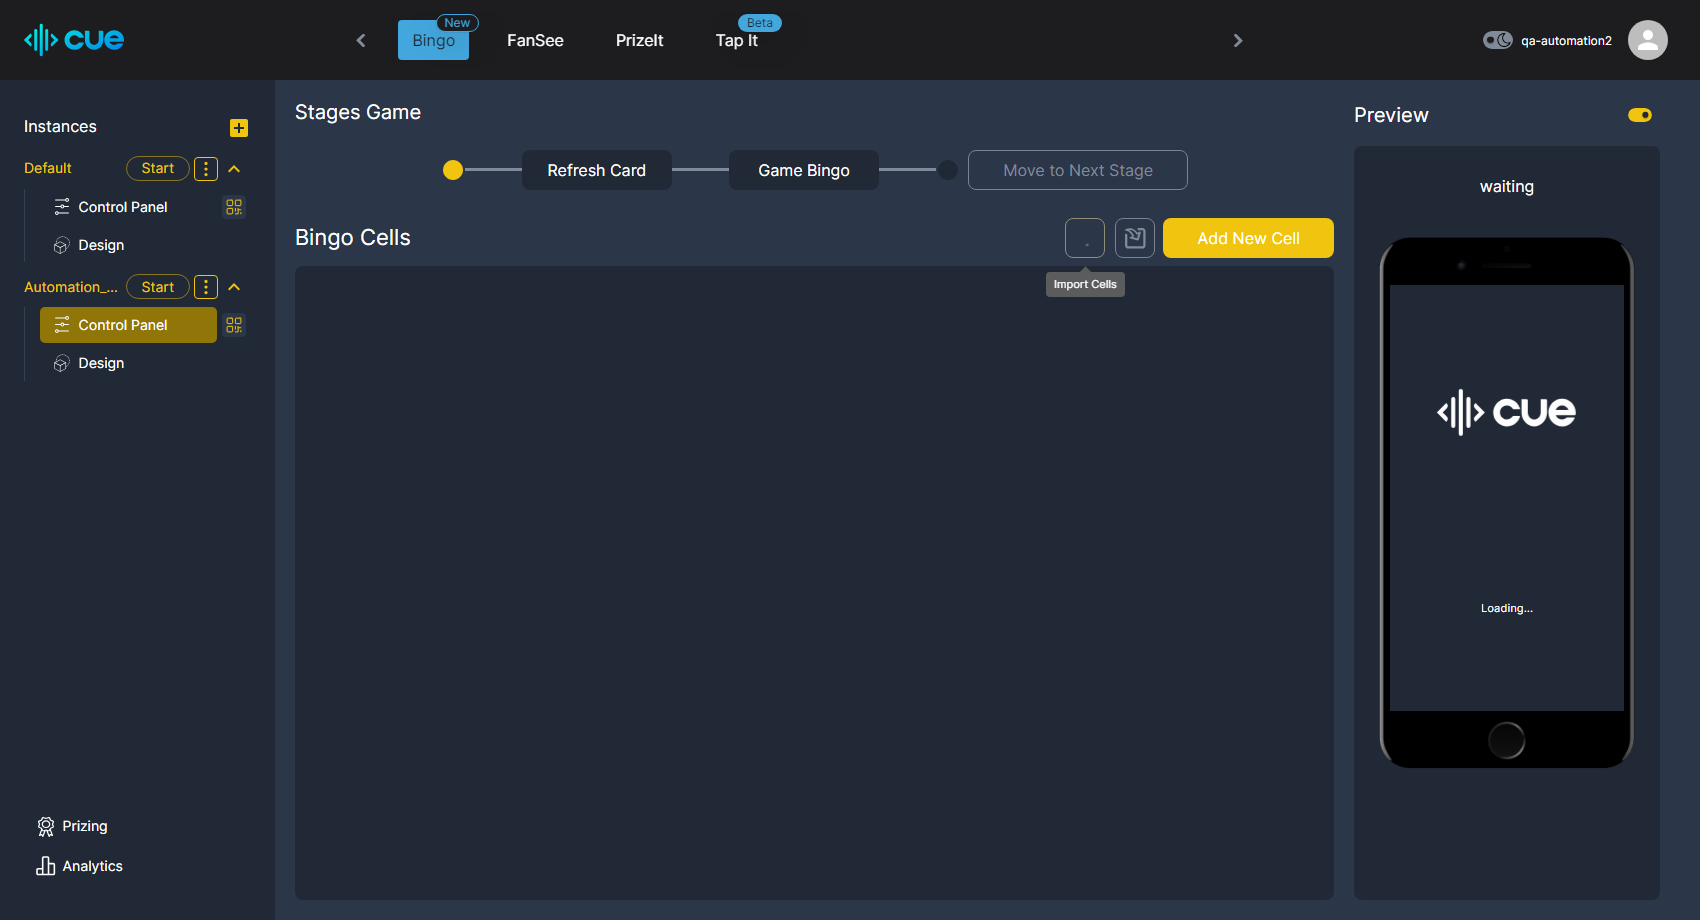 cue
Bingo
New
FanSee
PrizeIt
Tap It
Beta
qa-automation2
Instances
Default
Start
Control Panel
Design
Automation_...
Start
Control Panel
Design
Prizing
Analytics
Stages Game
Refresh Card
Game Bingo
Move to Next Stage
Bingo Cells
Add New Cell
Import Cells
Preview
waiting
cue
Loading...